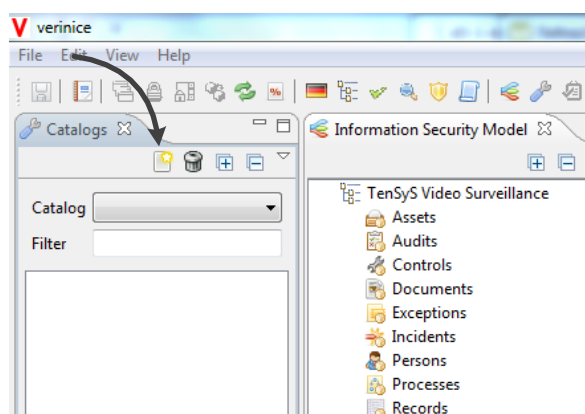 verinice
File Edit View Help
Catalogs
Information Security Model
Catalog
Filter
TenSyS Video Surveillance
Assets
Audits
Controls
Documents
Exceptions
Incidents
Persons
Processes
Records